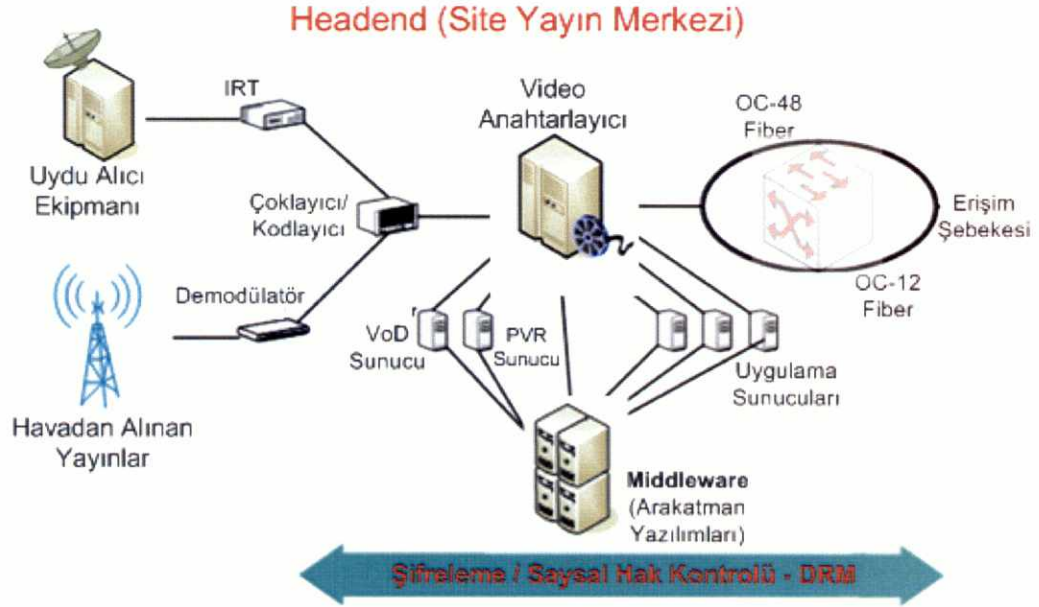 Headend (Site Yayın Merkezi)
IRT
Uydu Alıcı
Ekipmanı
Çoklayıcı/
Kodlayıcı
Demodülatör
Havadan Alınan
Yayınlar
Video
Anahtarlayıcı
OC-48
Fiber
Erişim
Şebekesi
OC-12
Fiber
VoD
Sunucu
PVR
Sunucu
Uygulama
Sunucuları
Middleware
(Arakatman
Yazılımları)
Şifreleme / Saysal Hak Kontrolü - DRM